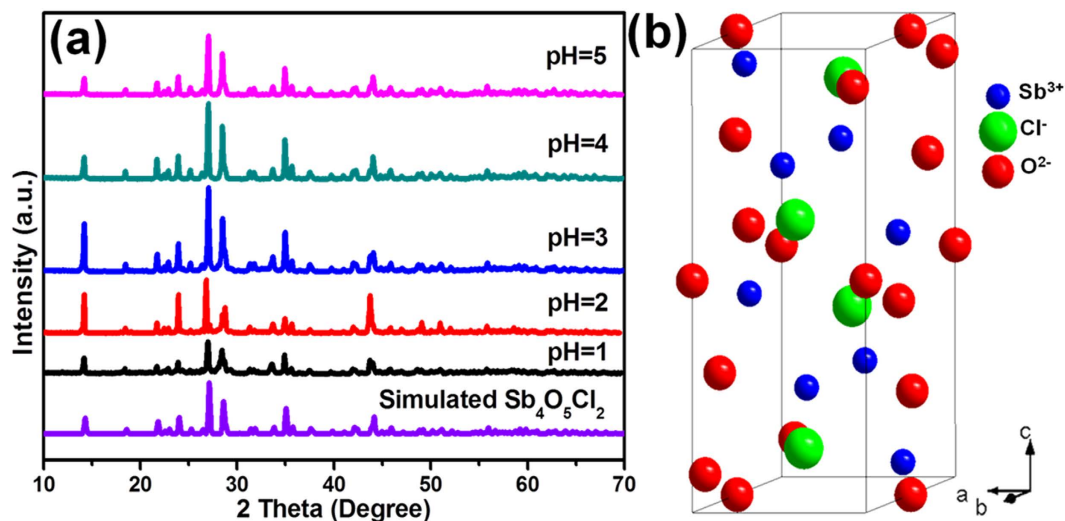 (a)
pH=5
pH=4
pH=3
pH=2
pH=1
Simulated Sb₄O₅Cl₂
Intensity (a.u.)
10 20 30 40 50 60 70
2 Theta (Degree)
(b)
Sb³⁺
Cl⁻
O²⁻
c
a
b